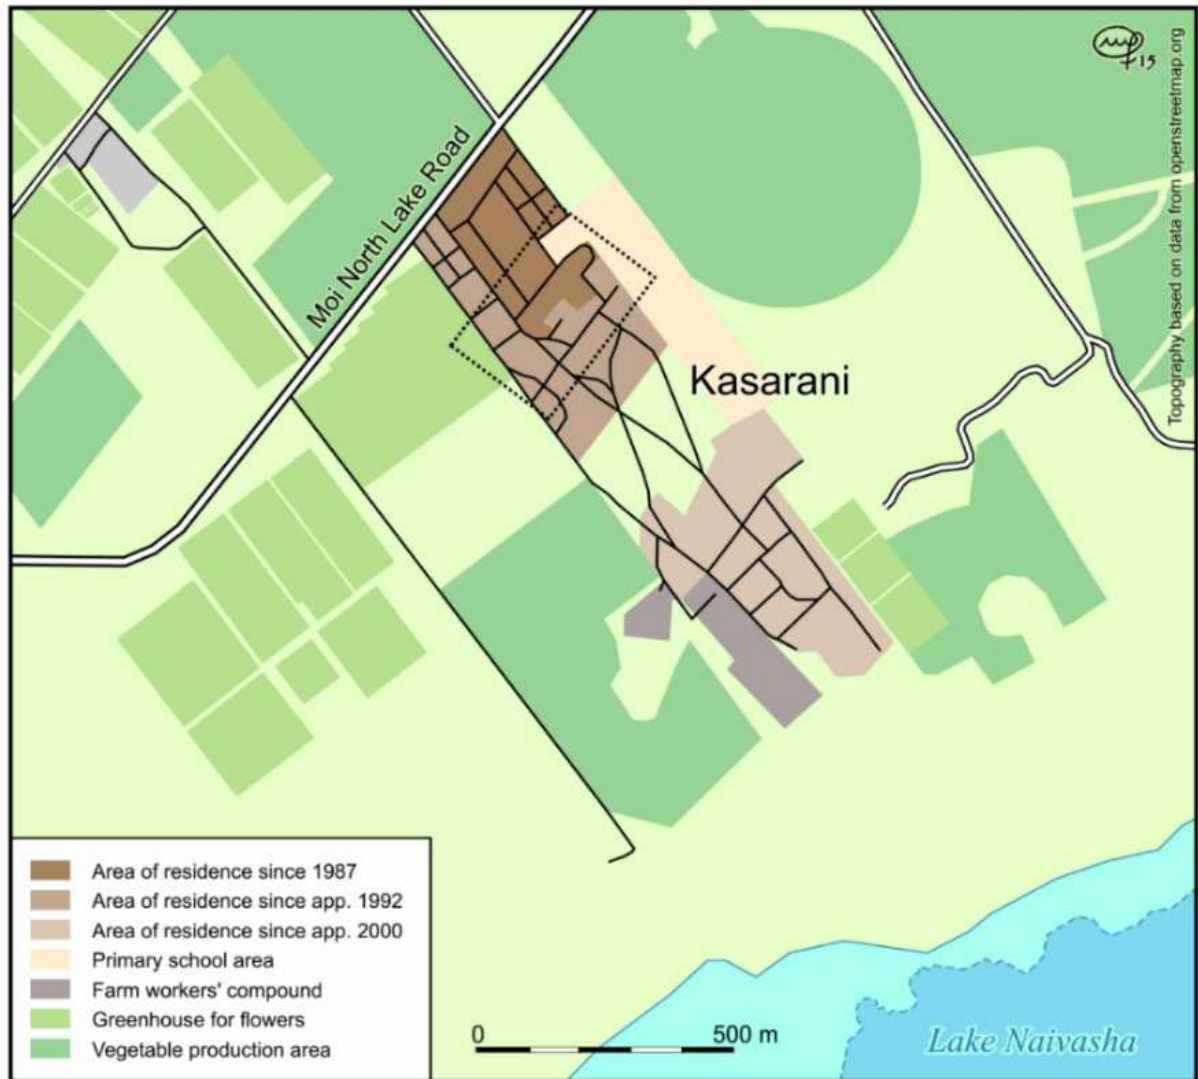 15
Topography based on data from openstreetmap.org
Moi North Lake Road
Kasarani
Area of residence since 1987
Area of residence since app. 1992
Area of residence since app. 2000
Primary school area
Farm workers' compound
Greenhouse for flowers
Vegetable production area
0 500 m
Lake Naivasha